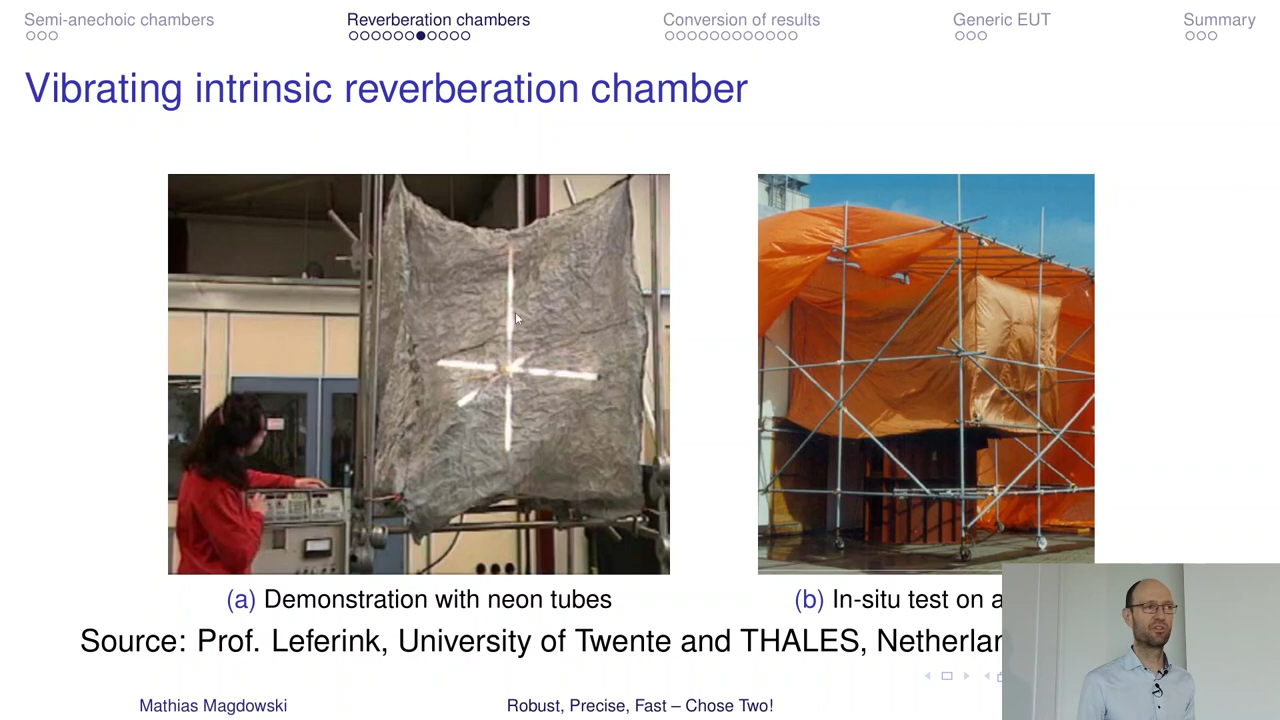 Semi-anechoic chambers Reverberation chambers Conversion of results Generic EUT Summary
Vibrating intrinsic reverberation chamber
(a) Demonstration with neon tubes (b) In-situ test on a
Source: Prof. Leferink, University of Twente and THALES,
Mathias Magdowski Robust, Precise, Fast – Chose Two!